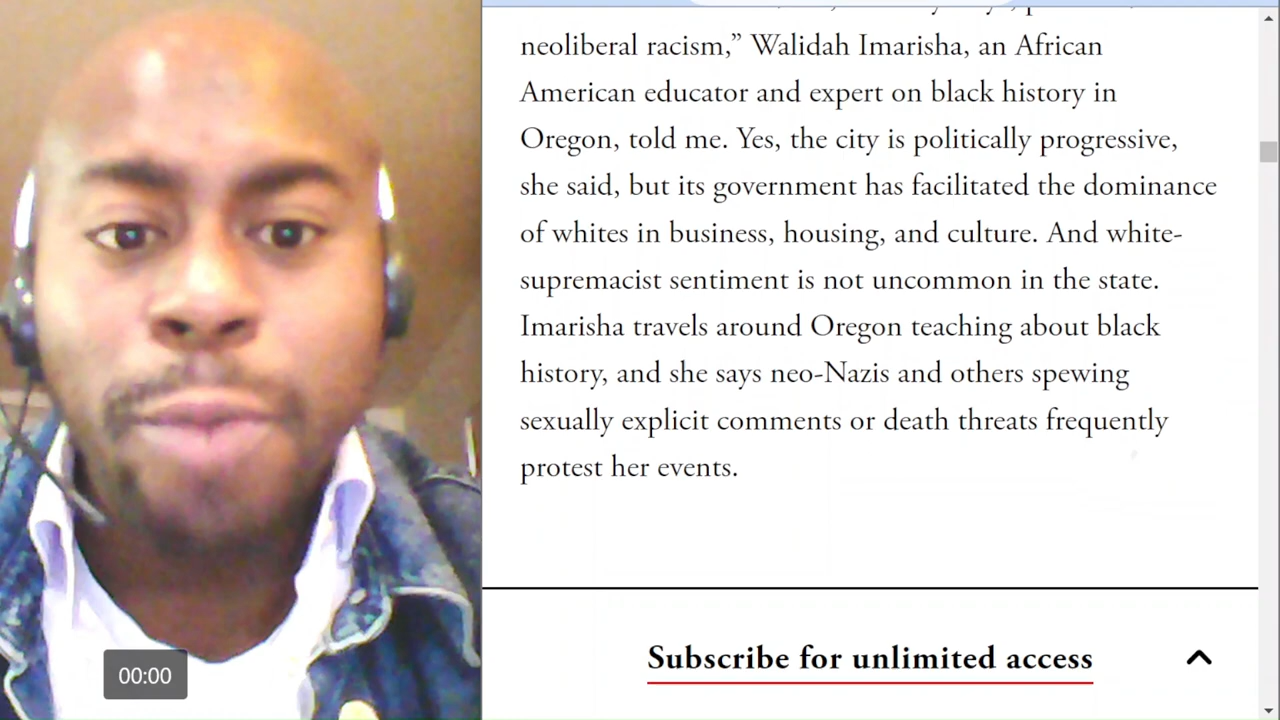 neoliberal racism,” Walidah Imarisha, an African
American educator and expert on black history in
Oregon, told me. Yes, the city is politically progressive,
she said, but its government has facilitated the dominance
of whites in business, housing, and culture. And white-
supremacist sentiment is not uncommon in the state.
Imarisha travels around Oregon teaching about black
history, and she says neo-Nazis and others spewing
sexually explicit comments or death threats frequently
protest her events.
Subscribe for unlimited access
00:00